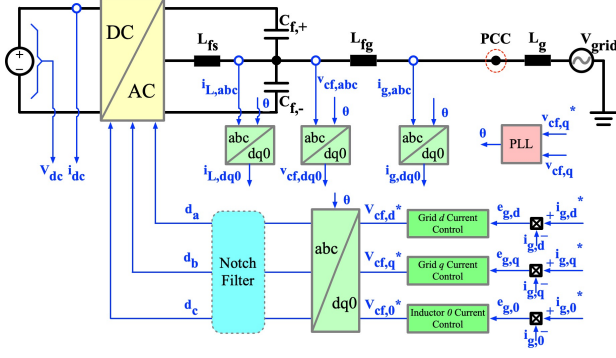 DC
AC
L_fs
C_f,+
C_f,-
L_fg
PCC
L_g
V_grid
i_L,abc
v_cf,abc
i_g,abc
θ
θ
θ
abc
dq0
abc
dq0
abc
dq0
i_L,dq0
v_cf,dq0
i_g,dq0
θ
PLL
v_cf,q*
v_cf,q
V_dc
i_dc
θ
d_a
d_b
d_c
Notch
Filter
abc
dq0
V_cf,d*
Grid d Current
Control
e_g,d
+
i_g,d*
i_g,d
−
V_cf,q*
Grid q Current
Control
e_g,q
+
i_g,q*
i_g,q
−
V_cf,0*
Inductor 0 Current
Control
e_g,0
+
i_g,0*
i_g,0
−